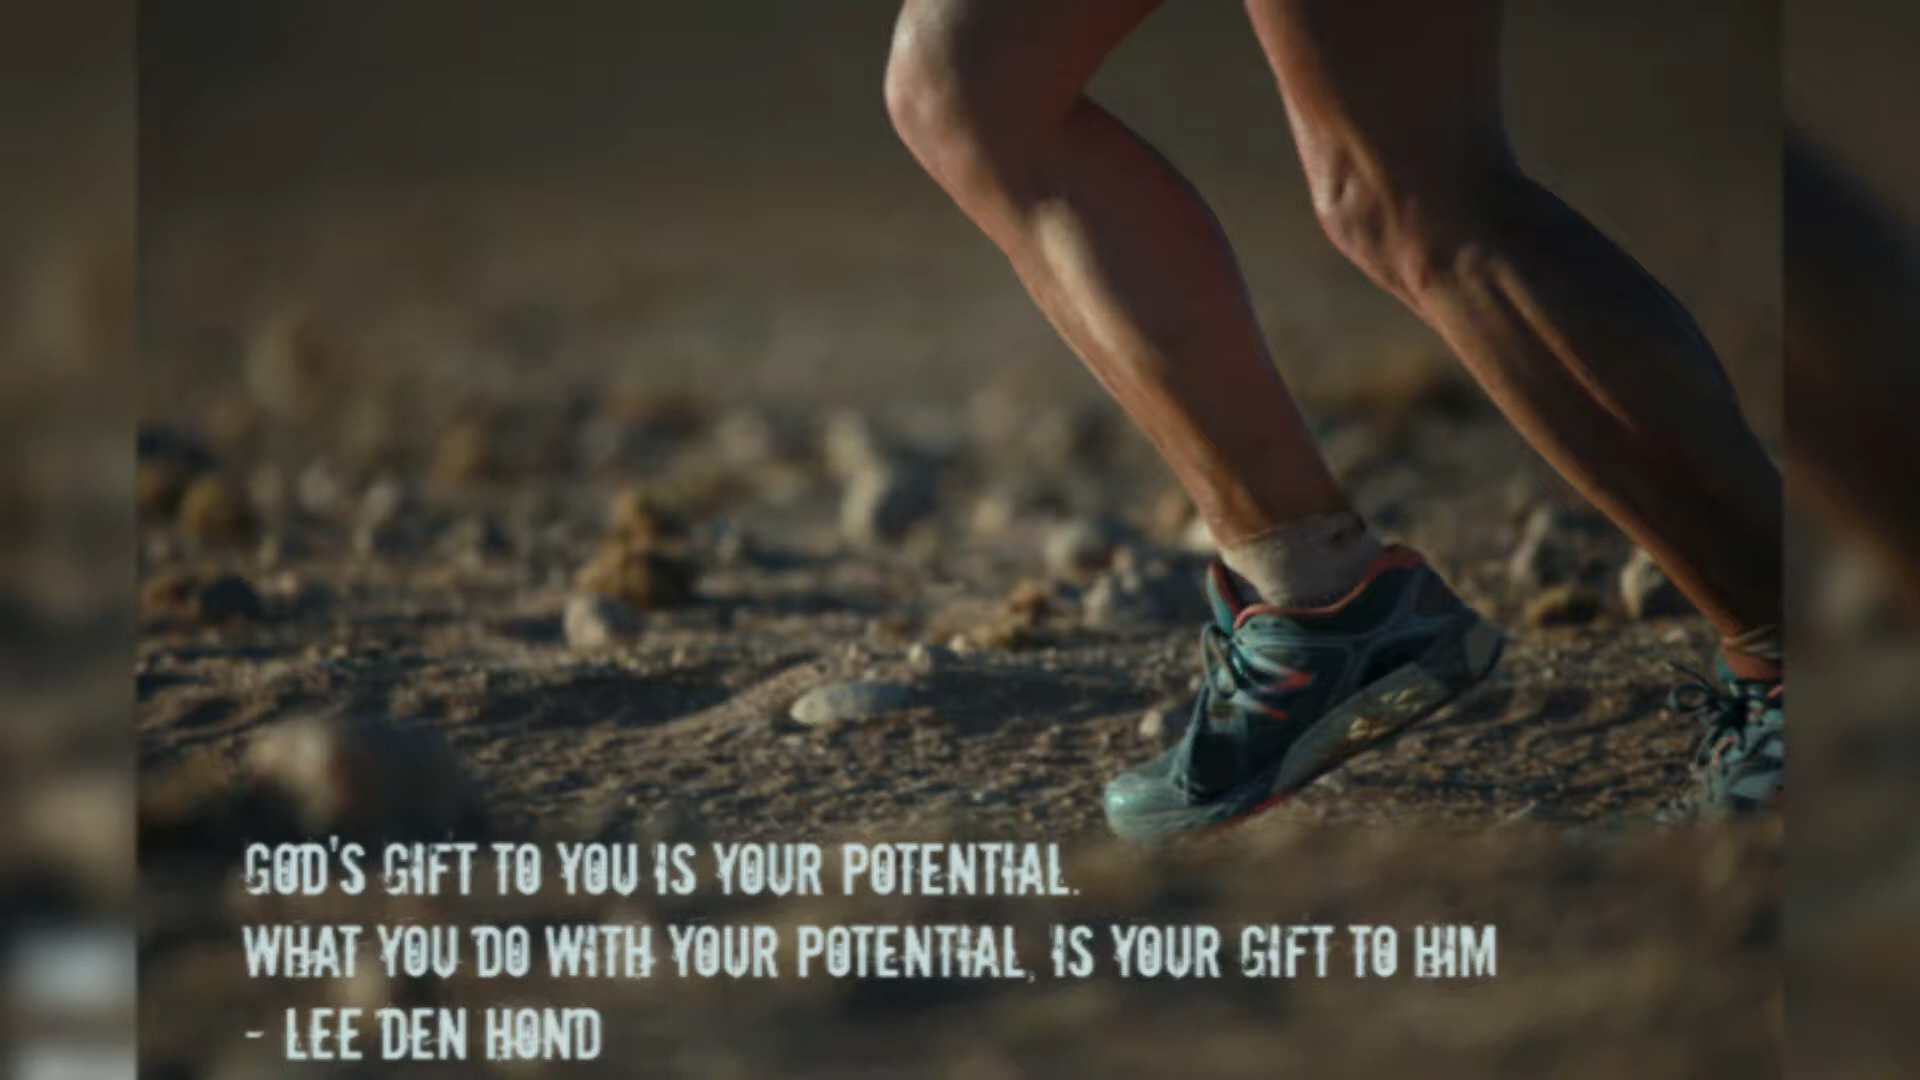 GOD'S GIFT TO YOU IS YOUR POTENTIAL.
WHAT YOU DO WITH YOUR POTENTIAL, IS YOUR GIFT TO HIM
- LEE DEN HOND